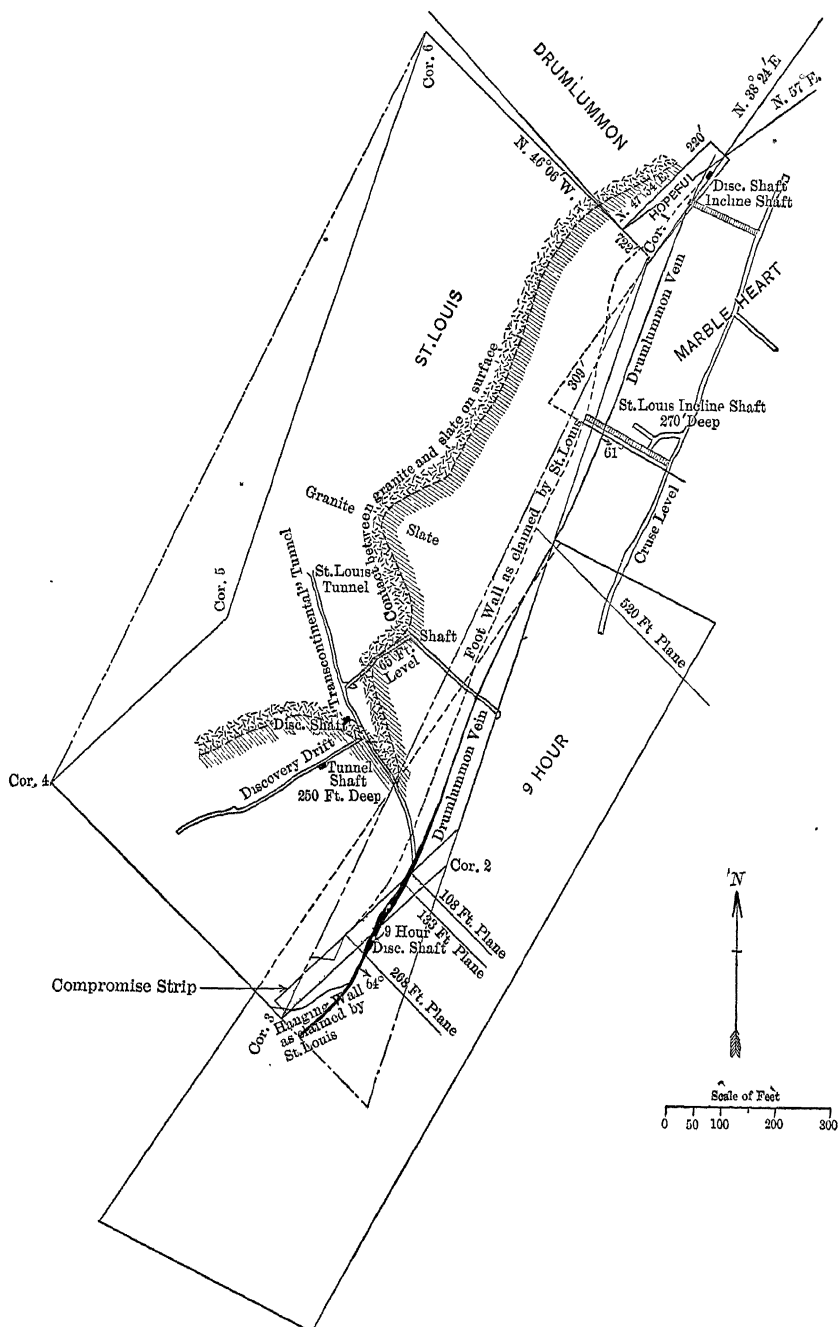 Cor. 6
DRUMLUMMON
N. 38°24'E.
N. 57°E.
N. 46°06'W.
220'
N. 47°34'E.
HOPEFUL
Disc. Shaft
Incline Shaft
722'
Cor. 1
Drumlummon Vein
MARBLE HEART
ST. LOUIS
309'
St. Louis Incline Shaft
270' Deep
61°
Cruse Level
Contact between granite and slate on surface
Foot Wall as claimed by St. Louis
Granite
Slate
Cor. 5
"Transcontinental" Tunnel
St. Louis
Tunnel
Shaft
65 Ft.
Level
520 Ft Plane
Disc. Shaft
Discovery Drift
Tunnel
Shaft
250 Ft. Deep
Cor. 4
9 HOUR
Drumlummon Vein
Cor. 2
108 Ft. Plane
133 Ft. Plane
9 Hour
Disc. Shaft
268 Ft. Plane
64°
Compromise Strip
Cor. 3
Hanging Wall
as claimed by
St. Louis
N
Scale of Feet
0 50 100 200 300